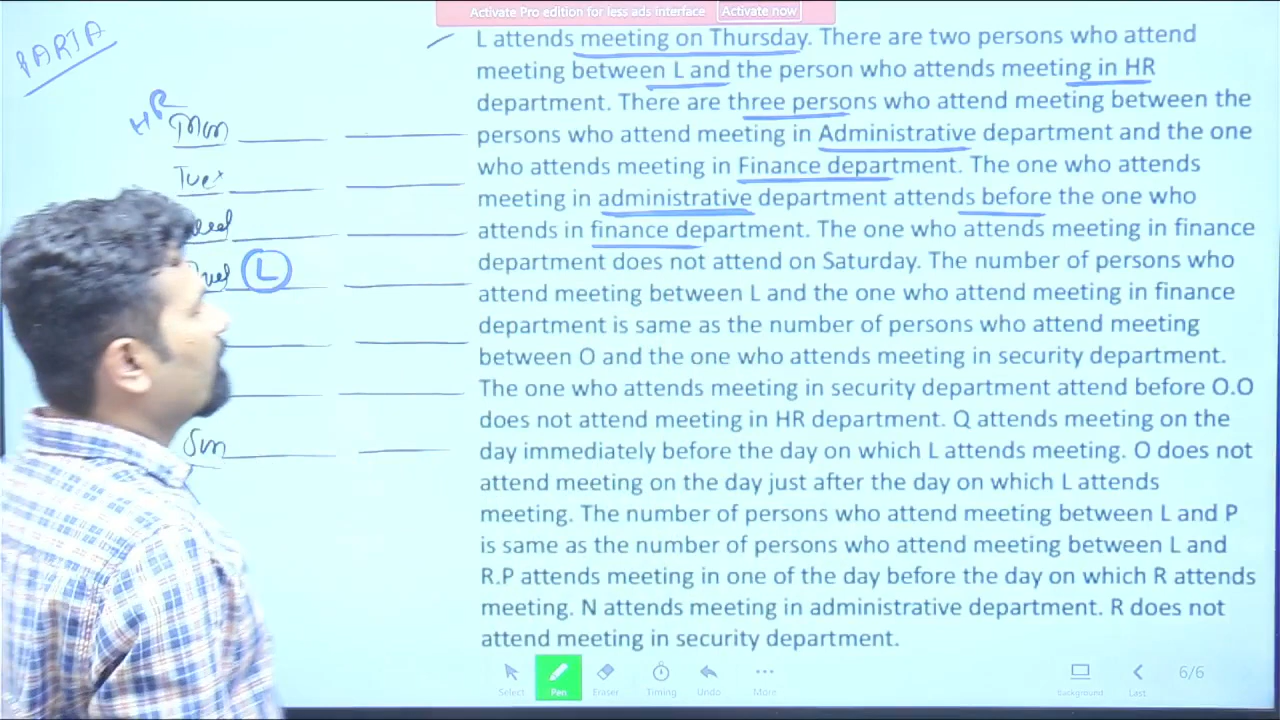 Activate Pro edition for less ads interface Activate now
PARTA
L attends meeting on Thursday. There are two persons who attend
meeting between L and the person who attends meeting in HR
department. There are three persons who attend meeting between the
persons who attend meeting in Administrative department and the one
who attends meeting in Finance department. The one who attends
meeting in administrative department attends before the one who
attends in finance department. The one who attends meeting in finance
department does not attend on Saturday. The number of persons who
attend meeting between L and the one who attend meeting in finance
department is same as the number of persons who attend meeting
between O and the one who attends meeting in security department.
The one who attends meeting in security department attend before O.O
does not attend meeting in HR department. Q attends meeting on the
day immediately before the day on which L attends meeting. O does not
attend meeting on the day just after the day on which L attends
meeting. The number of persons who attend meeting between L and P
is same as the number of persons who attend meeting between L and
R.P attends meeting in one of the day before the day on which R attends
meeting. N attends meeting in administrative department. R does not
attend meeting in security department.
HR
Mon
Tues
L
Sun
Select Pen Eraser Timing Undo More Background Last 6/6